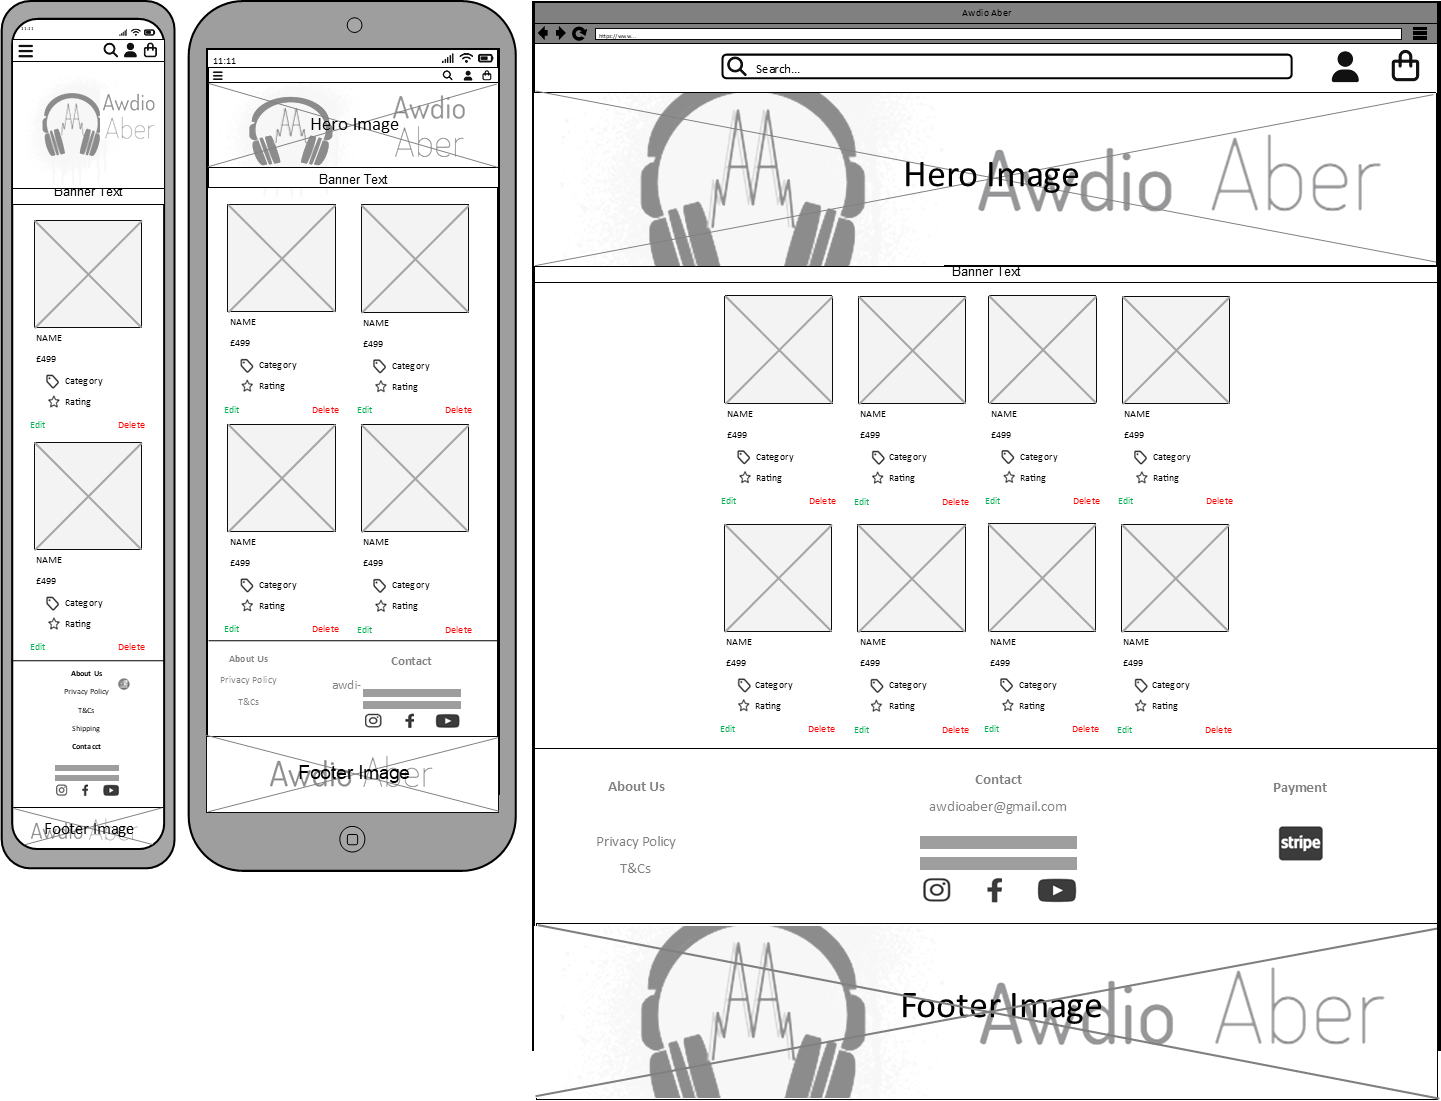 11:11
Awdio
Aber
Banner Text
NAME
£499
Category
Rating
Edit Delete
NAME
£499
Category
Rating
Edit Delete
About Us
Privacy Policy
T&Cs
Shipping
Contacct
Awdio Aber
Footer Image
11:11
AA
Awdio
Aber
Hero Image
Banner Text
NAME NAME
£499 £499
Category Category
Rating Rating
Edit Delete Edit Delete
NAME NAME
£499 £499
Category Category
Rating Rating
Edit Delete Edit Delete
About Us Contact
Privacy Policy awdi-
T&Cs
Awdio Aber
Footer Image
Awdio Aber
https://www...
Search...
AA
Hero Image
Awdio Aber
Banner Text
NAME NAME NAME NAME
£499 £499 £499 £499
Category Category Category Category
Rating Rating Rating Rating
Edit Delete Edit Delete Edit Delete Edit Delete
NAME NAME NAME NAME
£499 £499 £499 £499
Category Category Category Category
Rating Rating Rating Rating
Edit Delete Edit Delete Edit Delete Edit Delete
About Us Contact Payment
awdioaber@gmail.com
Privacy Policy stripe
T&Cs
AA
Footer Image
Awdio Aber